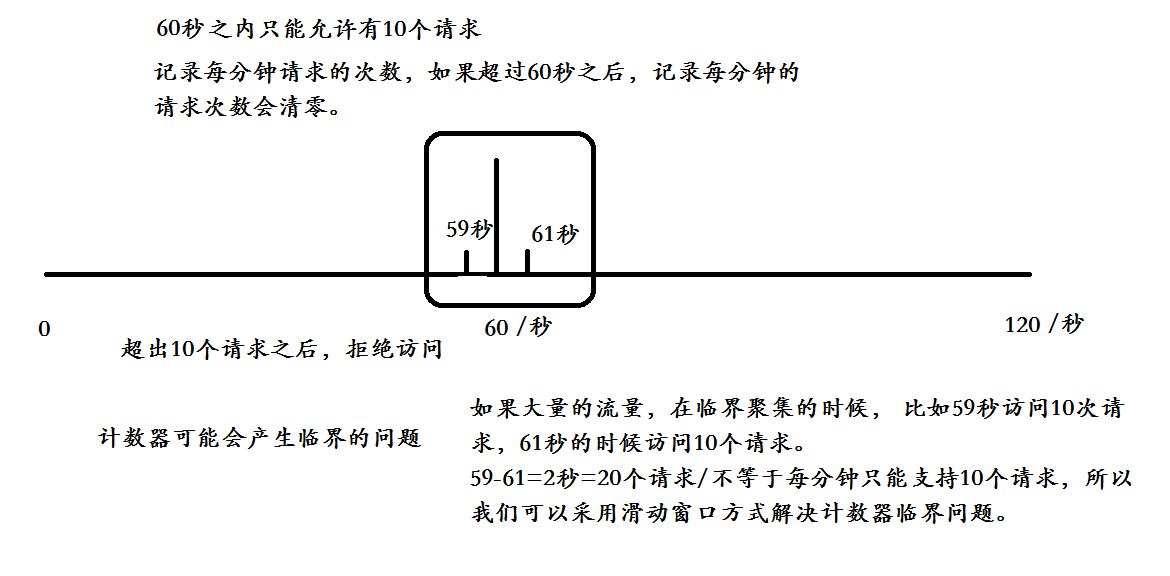 60秒之内只能允许有10个请求
记录每分钟请求的次数，如果超过60秒之后，记录每分钟的
请求次数会清零。
59秒
61秒
0
60 /秒
120 /秒
超出10个请求之后，拒绝访问
计数器可能会产生临界的问题
如果大量的流量，在临界聚集的时候， 比如59秒访问10次请
求，61秒的时候访问10个请求。
59-61=2秒=20个请求/不等于每分钟只能支持10个请求，所以
我们可以采用滑动窗口方式解决计数器临界问题。